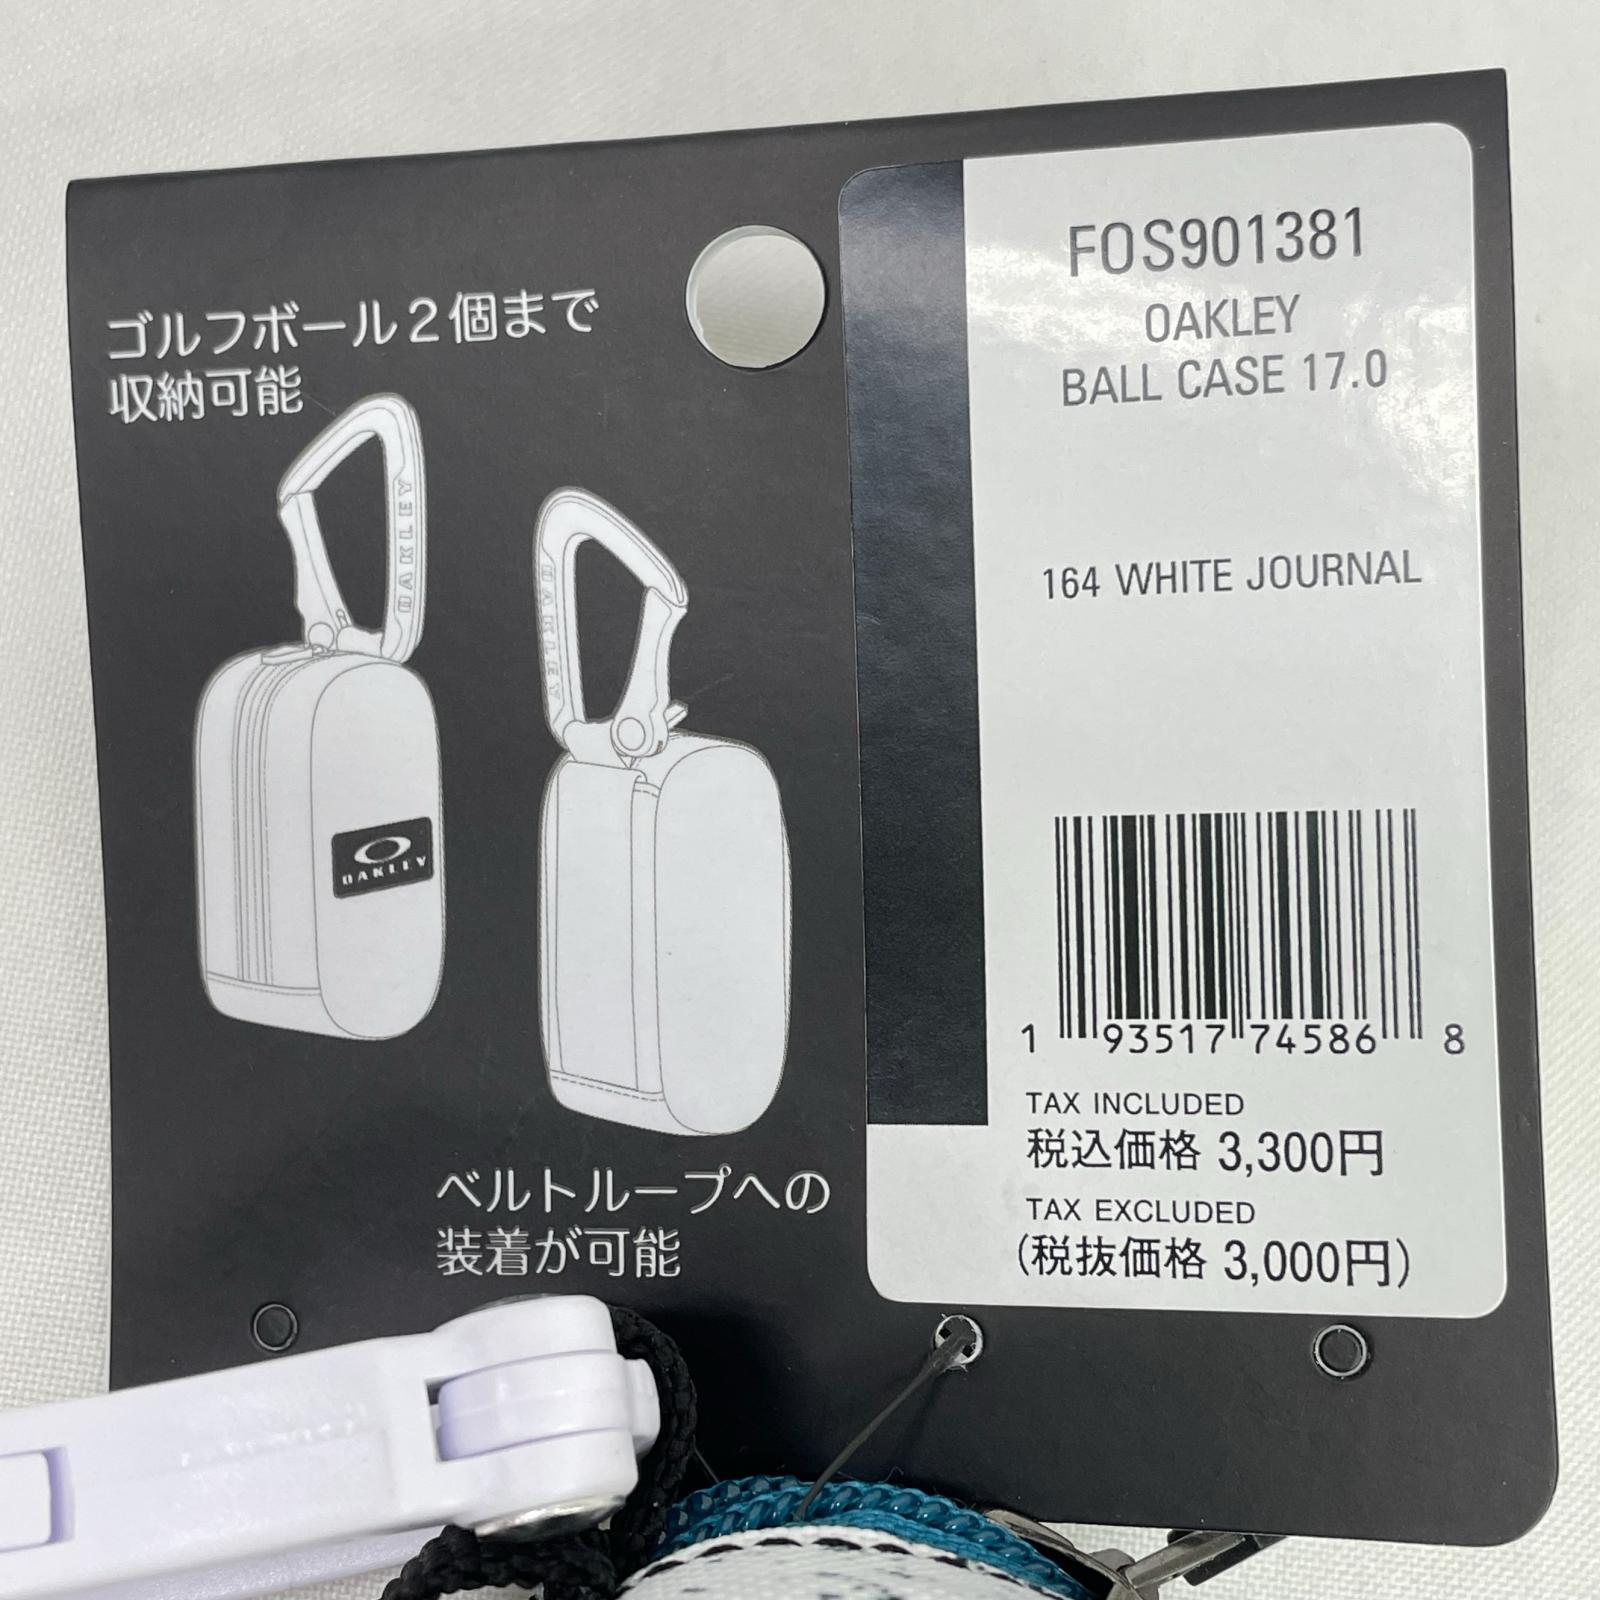 ゴルフボール2個まで
収納可能
OAKLEY
OAKLEY
OAKLEY
ベルトループへの
装着が可能
FOS901381
OAKLEY
BALL CASE 17.0
164 WHITE JOURNAL
1 93517 74586 8
TAX INCLUDED
税込価格 3,300円
TAX EXCLUDED
(税抜価格 3,000円)